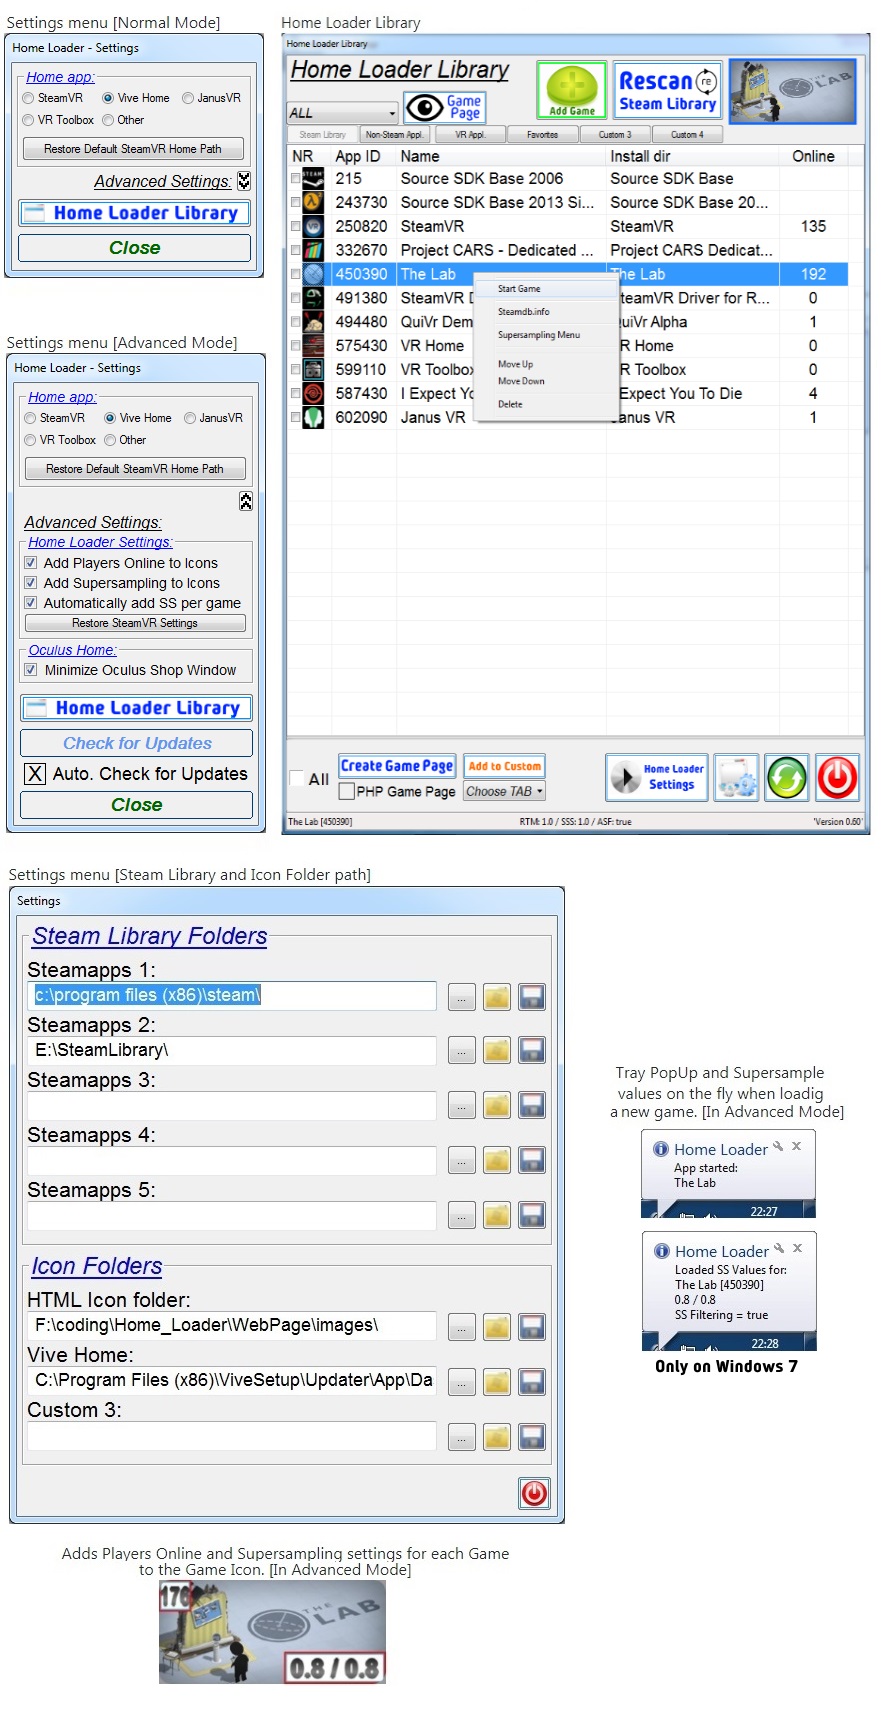 Settings menu [Normal Mode]
Home Loader - Settings
Home app:
SteamVR
Vive Home
JanusVR
VR Toolbox
Other
Restore Default SteamVR Home Path
Advanced Settings:
Home Loader Library
Close
Settings menu [Advanced Mode]
Home Loader - Settings
Home app:
SteamVR
Vive Home
JanusVR
VR Toolbox
Other
Restore Default SteamVR Home Path
Advanced Settings:
Home Loader Settings:
Add Players Online to Icons
Add Supersampling to Icons
Automatically add SS per game
Restore SteamVR Settings
Oculus Home:
Minimize Oculus Shop Window
Home Loader Library
Check for Updates
X Auto. Check for Updates
Close
Home Loader Library
Home Loader Library
Home Loader Library
ALL
Game
Page
Add Game
Rescan re
Steam Library
THE
LAB
Steam Library
Non-Steam Appl.
VR Appl.
Favorites
Custom 3
Custom 4
NR App ID Name Install dir Online
STEAM 215 Source SDK Base 2006 Source SDK Base
243730 Source SDK Base 2013 Si... Source SDK Base 20...
VR 250820 SteamVR SteamVR 135
332670 Project CARS - Dedicated ... Project CARS Dedicat...
450390 The Lab The Lab 192
491380 SteamVR D teamVR Driver for R... 0
494480 QuiVr Dem uiVr Alpha 1
575430 VR Home R Home 0
599110 VR Toolbox R Toolbox 0
587430 I Expect Yo Expect You To Die 4
602090 Janus VR anus VR 1
Start Game
Steamdb.info
Supersampling Menu
Move Up
Move Down
Delete
All
Create Game Page
PHP Game Page
Add to Custom
Choose TAB
Home Loader
Settings
The Lab [450390]
RTM: 1.0 / SSS: 1.0 / ASF: true
'Version 0.60'
Settings menu [Steam Library and Icon Folder path]
Settings
Steam Library Folders
Steamapps 1:
c:\program files (x86)\steam\
...
Steamapps 2:
E:\SteamLibrary\
...
Steamapps 3:
...
Steamapps 4:
...
Steamapps 5:
...
Icon Folders
HTML Icon folder:
F:\coding\Home_Loader\WebPage\images\
...
Vive Home:
C:\Program Files (x86)\ViveSetup\Updater\App\Da
...
Custom 3:
...
Tray PopUp and Supersample
values on the fly when loadig
a new game. [In Advanced Mode]
Home Loader
App started:
The Lab
22:27
Home Loader
Loaded SS Values for:
The Lab [450390]
0.8 / 0.8
SS Filtering = true
22:28
Only on Windows 7
Adds Players Online and Supersampling settings for each Game
to the Game Icon. [In Advanced Mode]
176
THE
LAB
0.8 / 0.8